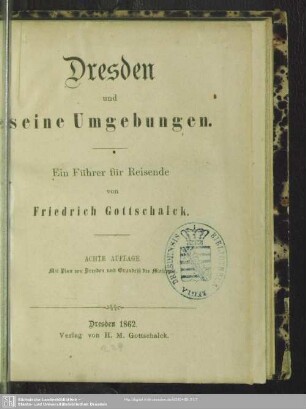 Dresden
und
seine Umgebungen.
Ein Führer für Reisende
von
Friedrich Gottschalck.
ACHTE AUFLAGE.
Mit Plan von Dresden und
Dresden 1862.
Verlag von H. M. Gottschalck.